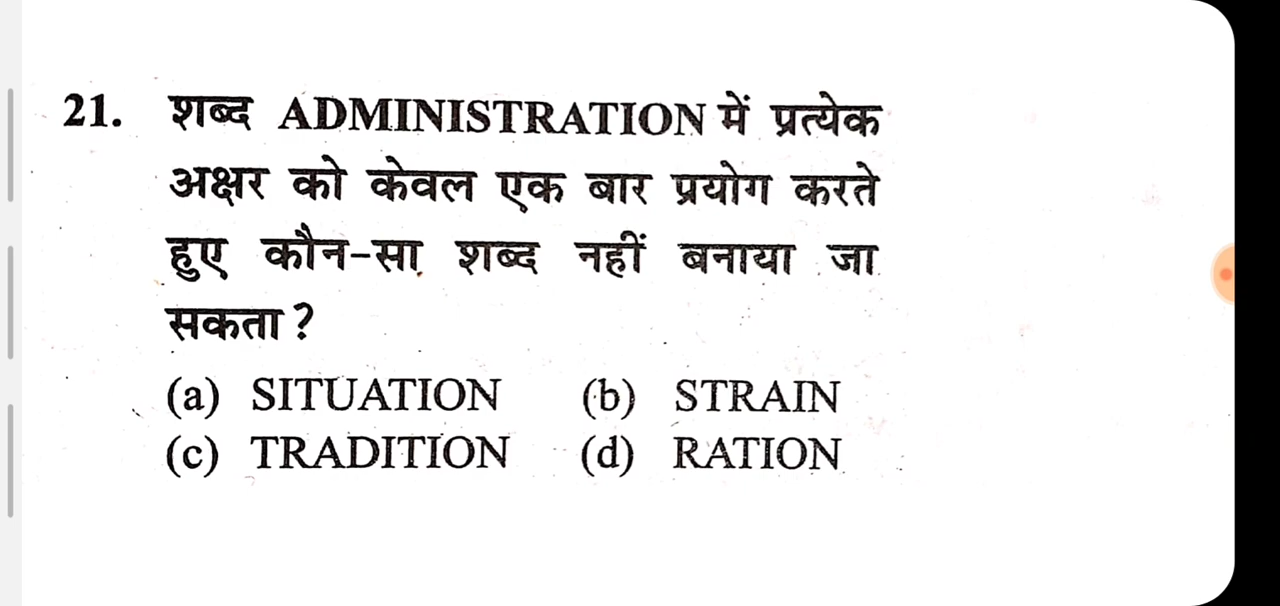 21. शब्द ADMINISTRATION में प्रत्येक
अक्षर को केवल एक बार प्रयोग करते
हुए कौन-सा शब्द नहीं बनाया जा
सकता ?
(a) SITUATION (b) STRAIN
(c) TRADITION (d) RATION